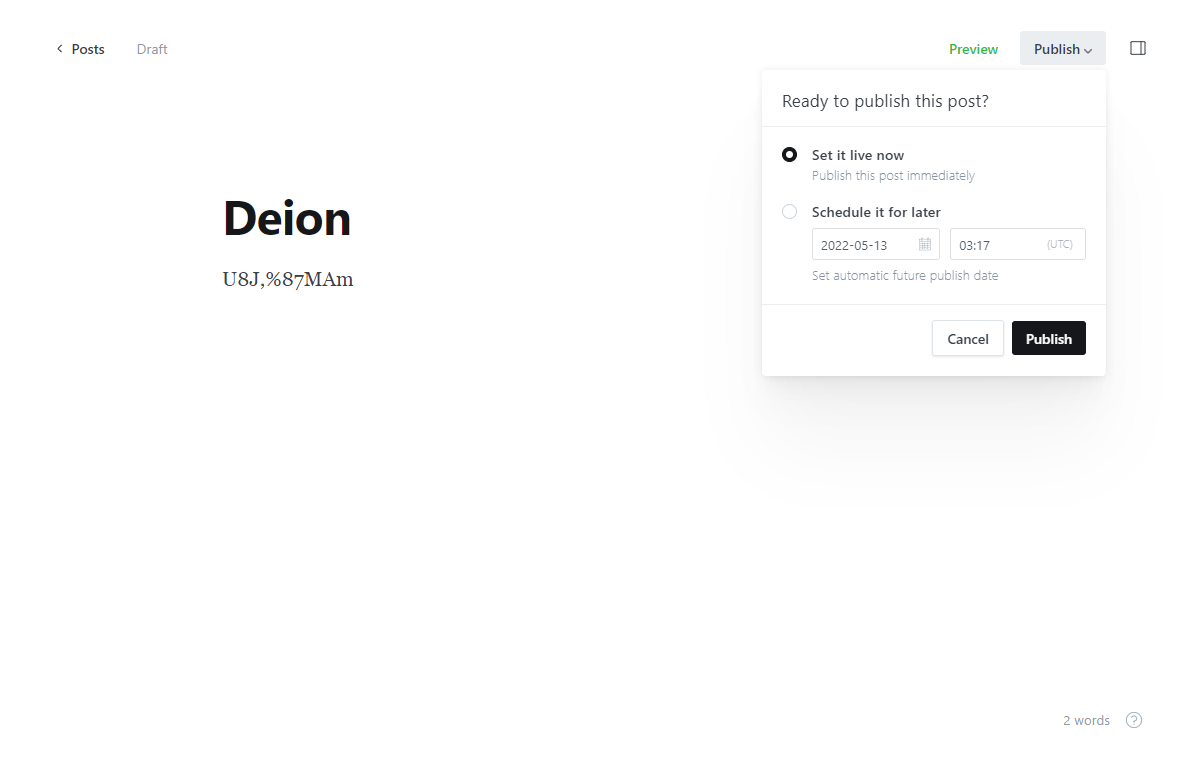 Posts
Draft
Preview
Publish
Ready to publish this post?
Set it live now
Publish this post immediately
Schedule it for later
2022-05-13
03:17
(UTC)
Set automatic future publish date
Cancel
Publish
Deion
U8J,%87MAm
2 words
?